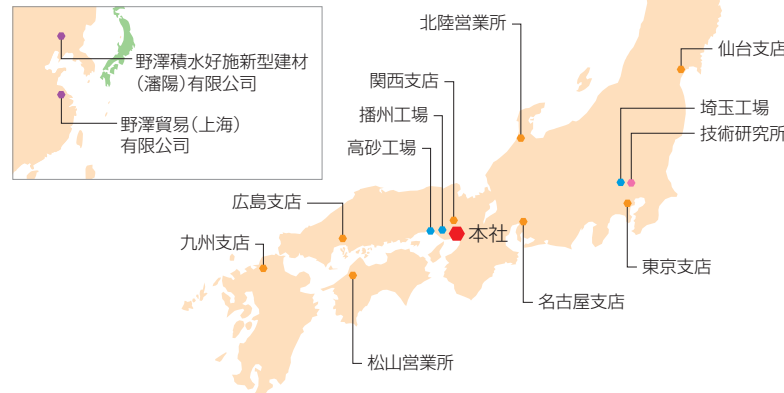 野澤積水好施新型建材
（瀋陽）有限公司
野澤貿易（上海）
有限公司
北陸営業所
仙台支店
関西支店
播州工場
高砂工場
埼玉工場
技術研究所
広島支店
九州支店
本社
東京支店
名古屋支店
松山営業所